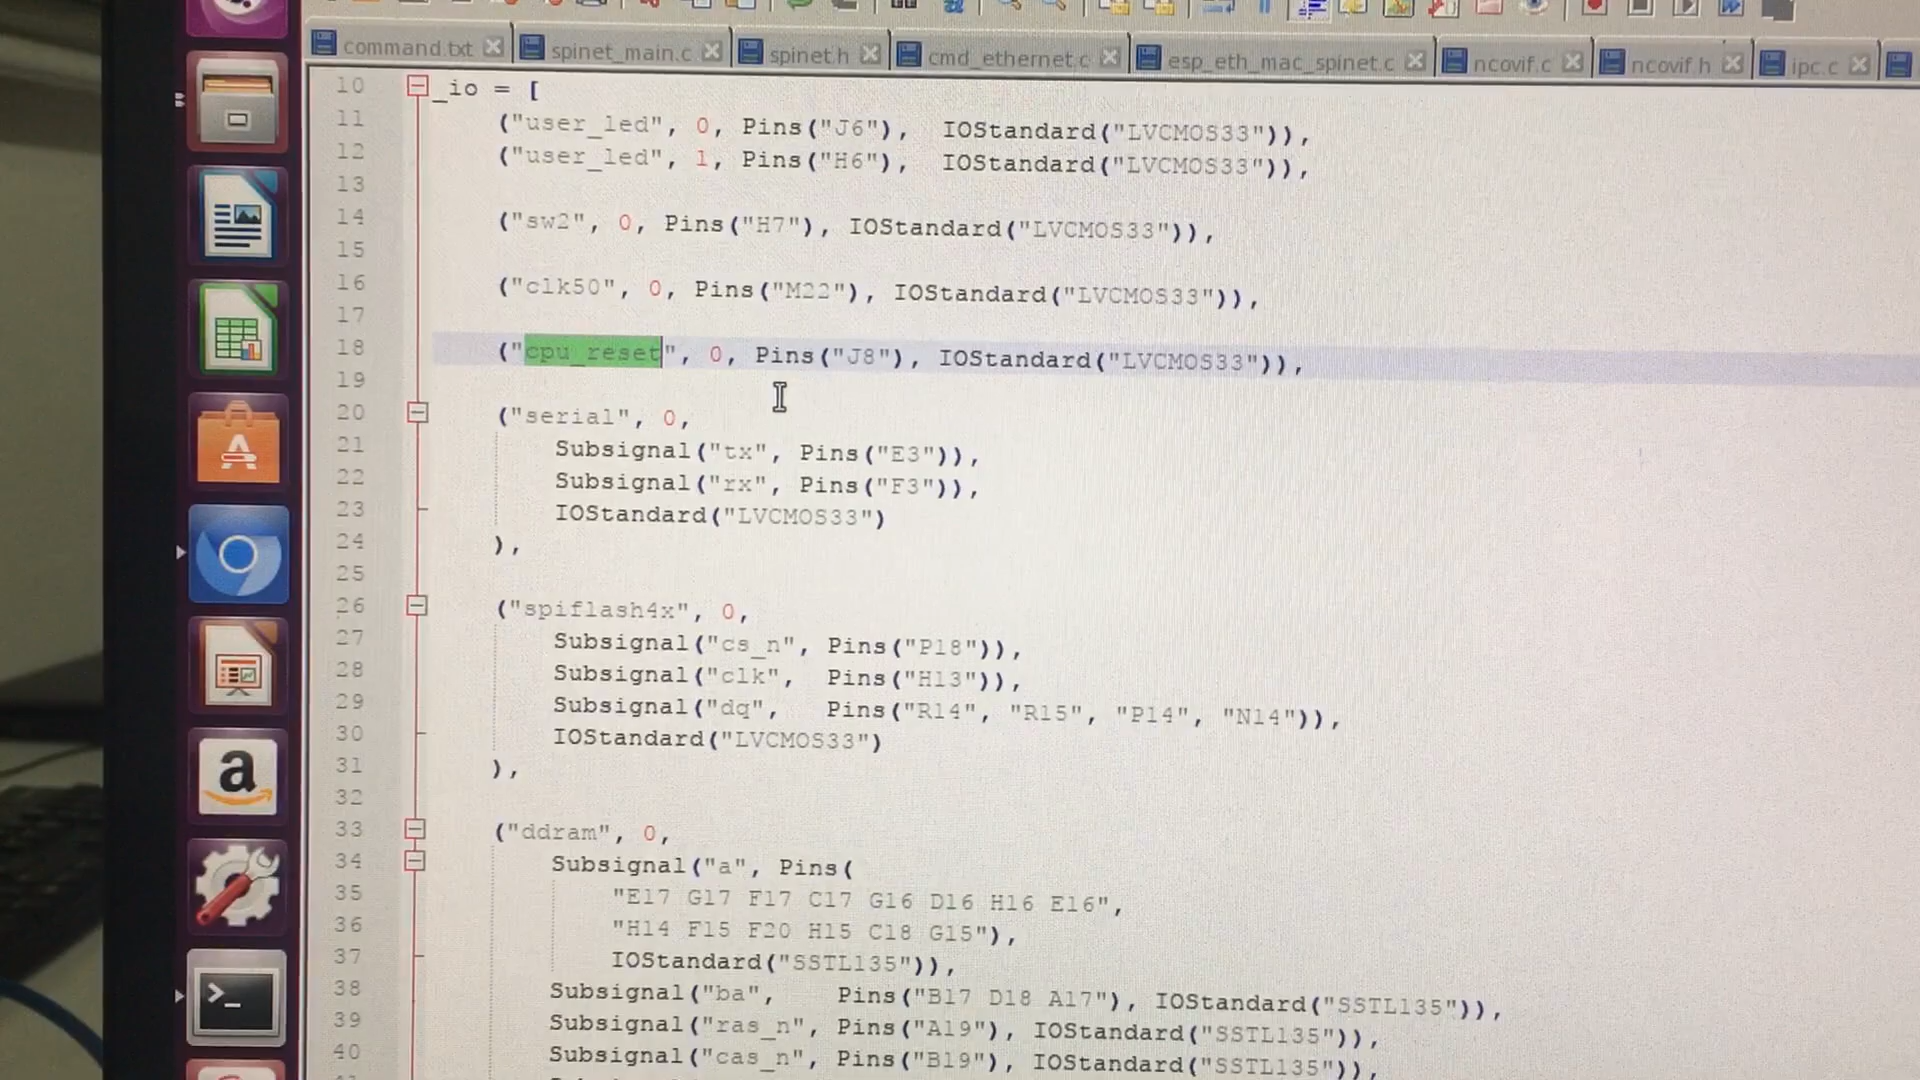 command.txt spinet_main.c spinet.h cmd_ethernet.c esp_eth_mac_spinet.c ncovif.c ncovif.h ipc.c
10 _io = [
11 ("user_led", 0, Pins("J6"), IOStandard("LVCMOS33")),
12 ("user_led", 1, Pins("H6"), IOStandard("LVCMOS33")),
13
14 ("sw2", 0, Pins("H7"), IOStandard("LVCMOS33")),
15
16 ("clk50", 0, Pins("M22"), IOStandard("LVCMOS33")),
17
18 ("cpu_reset", 0, Pins("J8"), IOStandard("LVCMOS33")),
19
20 ("serial", 0,
21 Subsignal("tx", Pins("E3")),
22 Subsignal("rx", Pins("F3")),
23 IOStandard("LVCMOS33")
24 ),
25
26 ("spiflash4x", 0,
27 Subsignal("cs_n", Pins("P18")),
28 Subsignal("clk", Pins("H13")),
29 Subsignal("dq", Pins("R14", "R15", "P14", "N14")),
30 IOStandard("LVCMOS33")
31 ),
32
33 ("ddram", 0,
34 Subsignal("a", Pins(
35 "E17 G17 F17 C17 G16 D16 H16 E16",
36 "H14 F15 F20 H15 C18 G15"),
37 IOStandard("SSTL135")),
38 Subsignal("ba", Pins("B17 D18 A17"), IOStandard("SSTL135")),
39 Subsignal("ras_n", Pins("A19"), IOStandard("SSTL135")),
40 Subsignal("cas_n", Pins("B19"), IOStandard("SSTL135")),